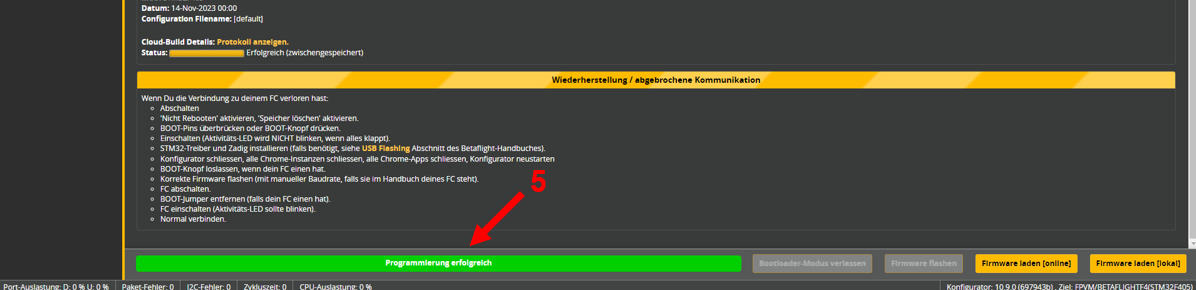 Datum: 14-Nov-2023 00:00
Configuration Filename: [default]
Cloud-Build Details: Protokoll anzeigen.
Status: Erfolgreich (zwischengespeichert)
Wiederherstellung / abgebrochene Kommunikation
Wenn Du die Verbindung zu deinem FC verloren hast:
Abschalten
'Nicht Rebooten' aktivieren, 'Speicher löschen' aktivieren.
BOOT-Pins überbrücken oder BOOT-Knopf drücken.
Einschalten (Aktivitäts-LED wird NICHT blinken, wenn alles klappt).
STM32-Treiber und Zadig installieren (falls benötigt, siehe USB Flashing Abschnitt des Betaflight-Handbuches).
Konfigurator schliessen, alle Chrome-Instanzen schliessen, alle Chrome-Apps schliessen, Konfigurator neustarten
BOOT-Knopf loslassen, wenn dein FC einen hat.
Korrekte Firmware flashen (mit manueller Baudrate, falls sie im Handbuch deines FC steht).
FC abschalten.
BOOT-Jumper entfernen (falls dein FC einen hat).
FC einschalten (Aktivitäts-LED sollte blinken).
Normal verbinden.
5
Programmierung erfolgreich
Bootloader-Modus verlassen
Firmware flashen
Firmware laden [online]
Firmware laden [lokal]
Port-Auslastung: D: 0 % U: 0 %
Paket-Fehler: 0
I2C-Fehler: 0
Zykluszeit: 0
CPU-Auslastung: 0 %
Konfigurator: 10.9.0 (697943b) , Ziel: FPVM/BETAFLIGHTF4(STM32F405)